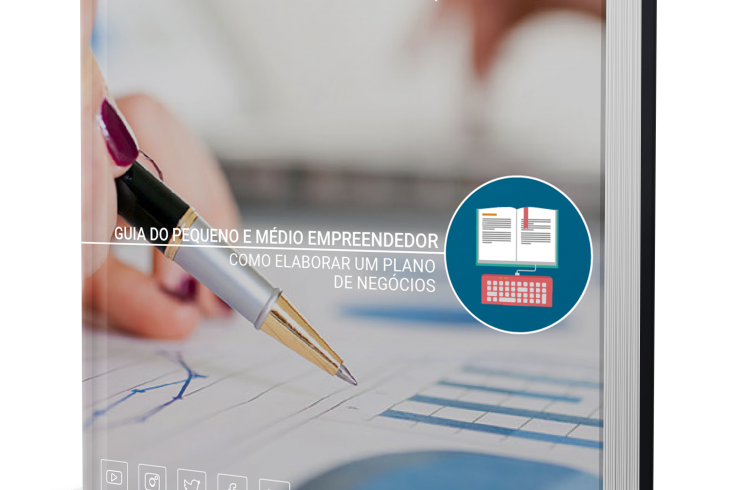 GUIA DO PEQUENO E MÉDIO EMPREENDEDOR
COMO ELABORAR UM PLANO
DE NEGÓCIOS